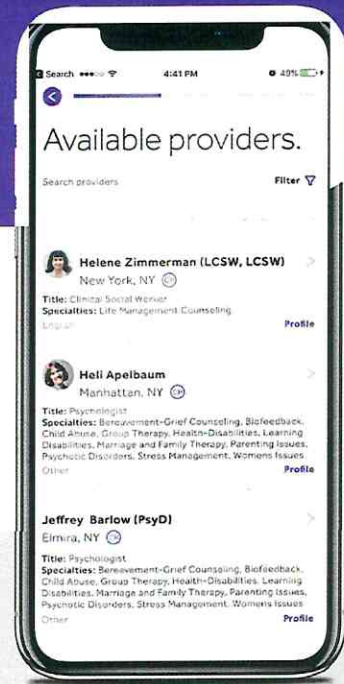 Search
4:41 PM
49%
Available providers.
Search providers
Filter
Helene Zimmerman (LCSW, LCSW)
New York, NY CH
Title: Clinical Social Worker
Specialties: Life Management Counseling
English
Profile
Heli Apelbaum
Manhattan, NY CH
Title: Psychologist
Specialties: Bereavement-Grief Counseling, Biofeedback,
Child Abuse, Group Therapy, Health-Disabilities, Learning
Disabilities, Marriage and Family Therapy, Parenting Issues,
Psychotic Disorders, Stress Management, Womens Issues
Other
Profile
Jeffrey Barlow (PsyD)
Elmira, NY
Title: Psychologist
Specialties: Bereavement-Grief Counseling, Biofeedback,
Child Abuse, Group Therapy, Health-Disabilities, Learning
Disabilities, Marriage and Family Therapy, Parenting Issues,
Psychotic Disorders, Stress Management, Womens Issues
Other
Profile